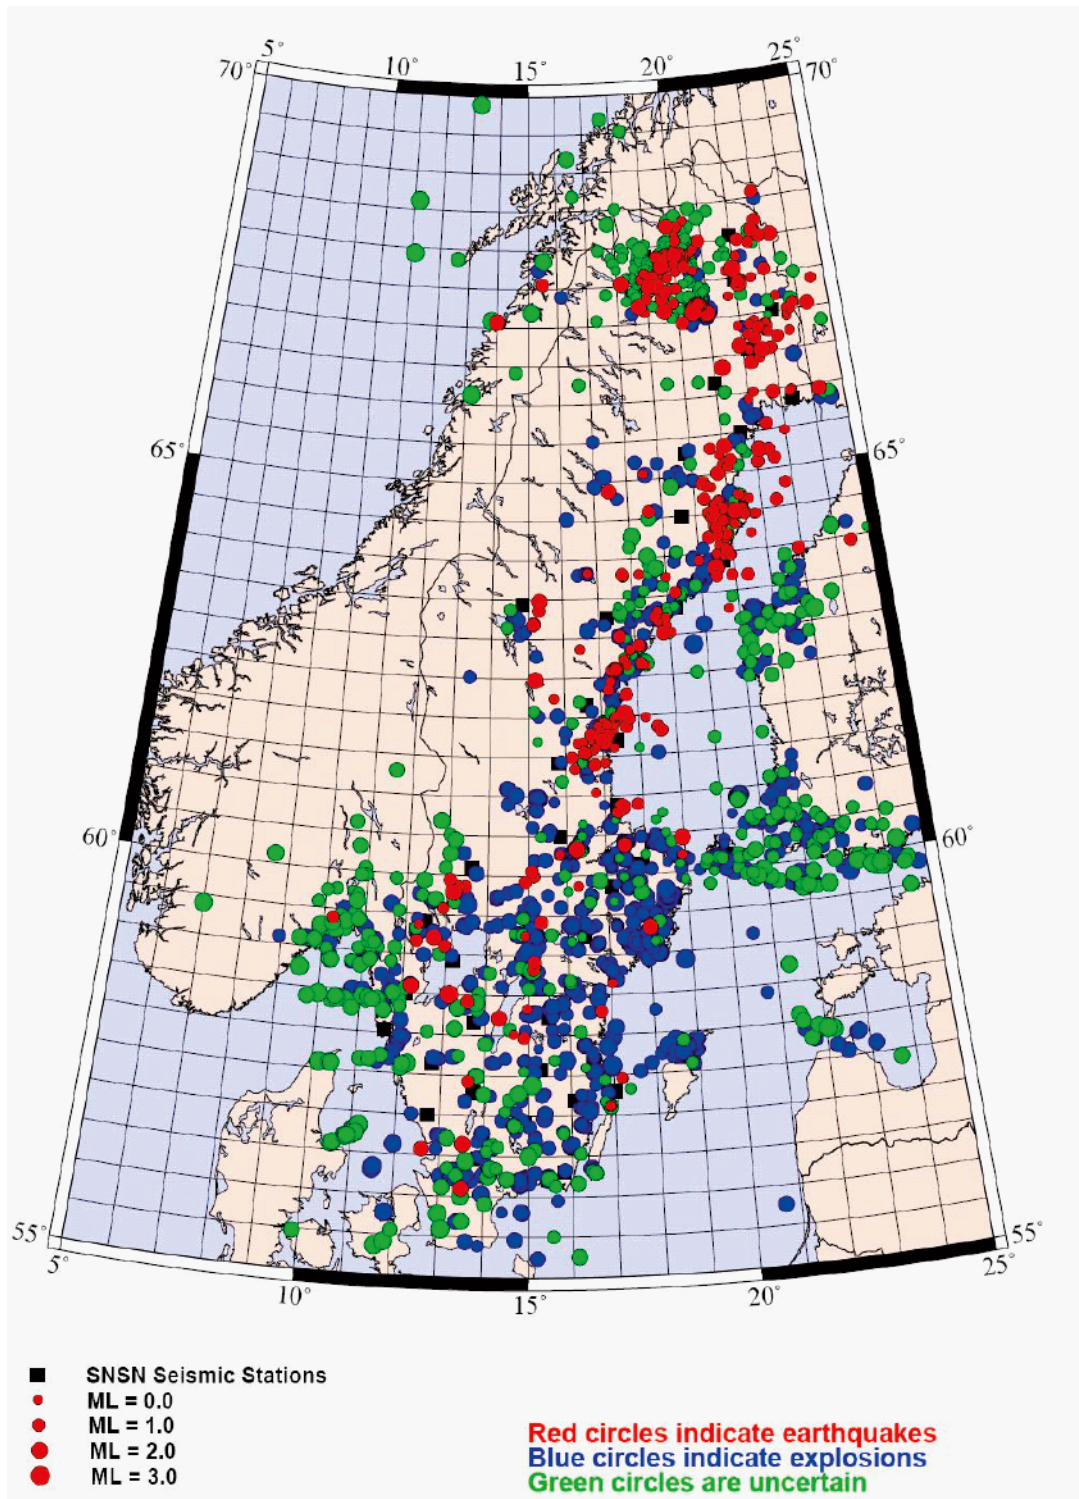 5° 10° 15° 20° 25°
70° 70°
65° 65°
60° 60°
55° 55°
5° 10° 15° 20° 25°
SNSN Seismic Stations
ML = 0.0
ML = 1.0
ML = 2.0
ML = 3.0
Red circles indicate earthquakes
Blue circles indicate explosions
Green circles are uncertain